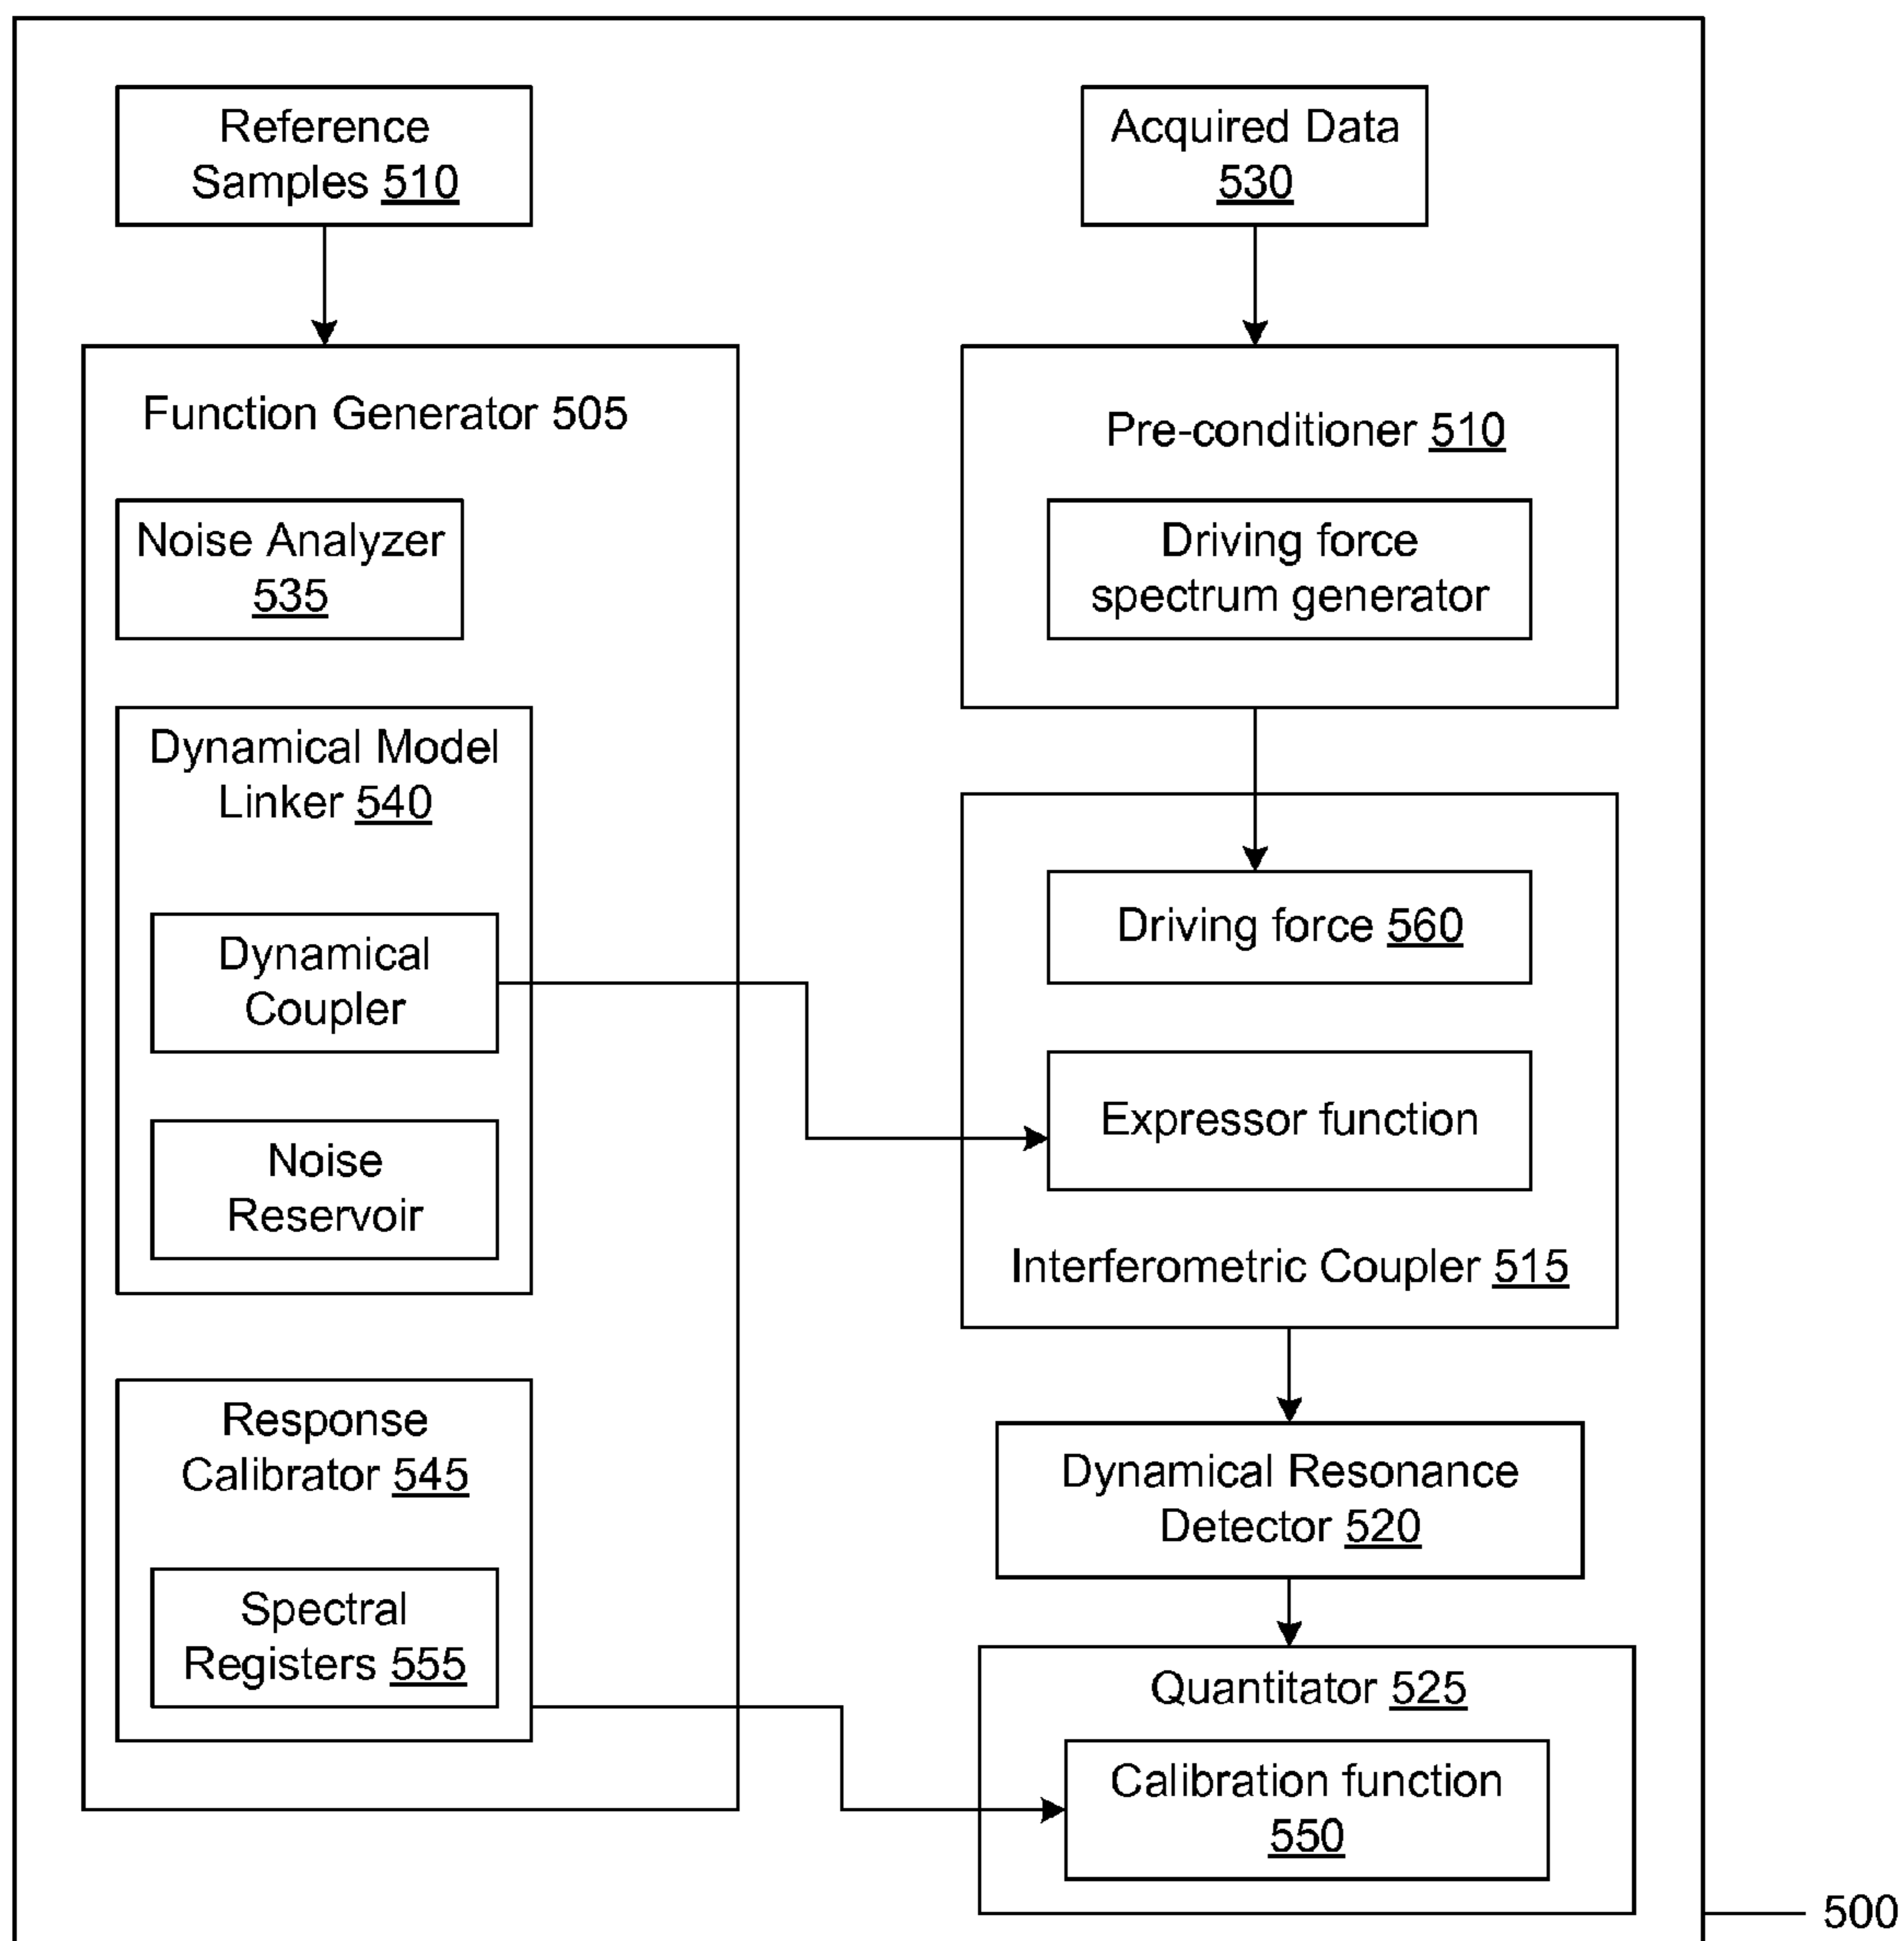 Reference
Samples 510
Function Generator 505
Noise Analyzer
535
Dynamical Model
Linker 540
Dynamical
Coupler
Noise
Reservoir
Response
Calibrator 545
Spectral
Registers 555
Acquired Data
530
Pre-conditioner 510
Driving force
spectrum generator
Driving force 560
Expressor function
Interferometric Coupler 515
Dynamical Resonance
Detector 520
Quantitator 525
Calibration function
550
500